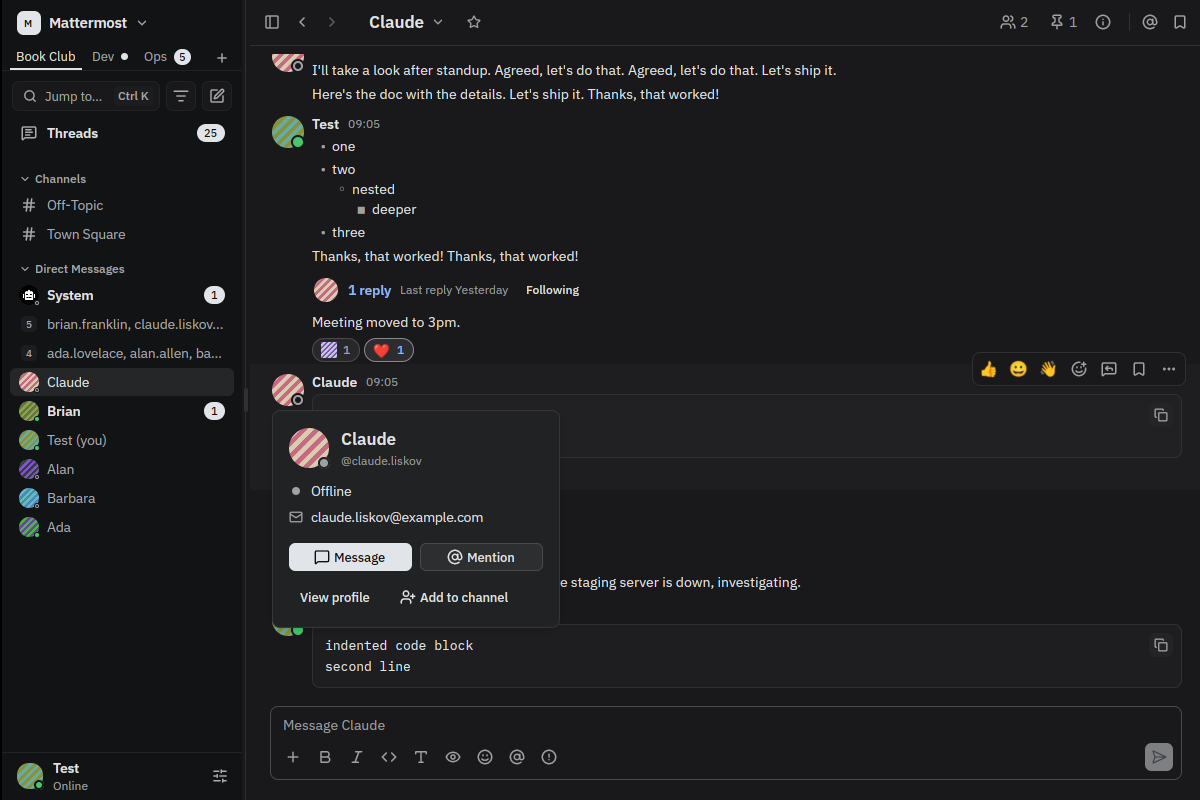 M Mattermost
Book Club Dev Ops 5
Jump to... Ctrl K
Threads 25
Channels
Off-Topic
Town Square
Direct Messages
System 1
5 brian.franklin, claude.liskov...
4 ada.lovelace, alan.allen, ba...
Claude
Brian 1
Test (you)
Alan
Barbara
Ada
Test
Online
Claude
2 1
I'll take a look after standup. Agreed, let's do that. Agreed, let's do that. Let's ship it.
Here's the doc with the details. Let's ship it. Thanks, that worked!
Test 09:05
one
two
nested
deeper
three
Thanks, that worked! Thanks, that worked!
1 reply Last reply Yesterday Following
Meeting moved to 3pm.
1 1
Claude 09:05
Claude
@claude.liskov
Offline
claude.liskov@example.com
Message Mention
View profile Add to channel
e staging server is down, investigating.
indented code block
second line
Message Claude